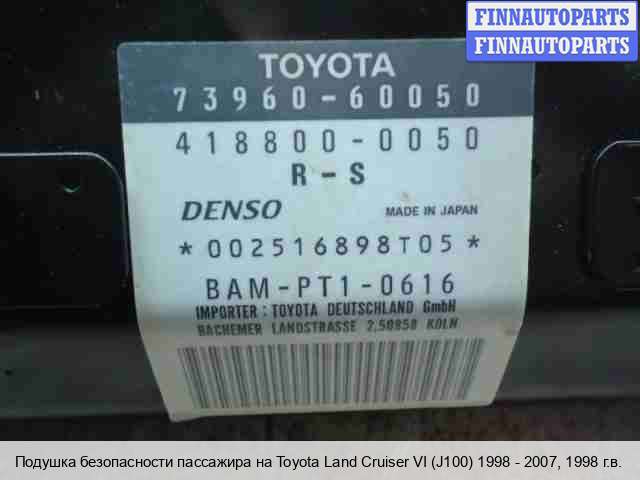 FINNAUTOPARTS
FINNAUTOPARTS
TOYOTA
73960-60050
418800-0050
R-S
DENSO MADE IN JAPAN
*002516898T05*
BAM-PT1-0616
IMPORTER : TOYOTA DEUTSCHLAND GmbH
BACHEMER LANDSTRASSE 2,50858 KÖLN
Подушка безопасности пассажира на Toyota Land Cruiser VI (J100) 1998 - 2007, 1998 г.в.